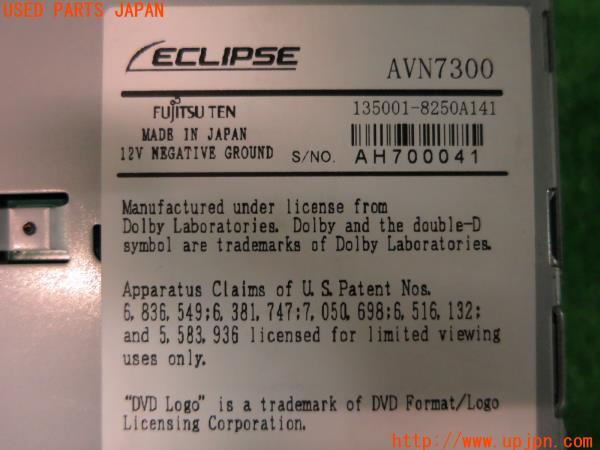 USED PARTS JAPAN
ECLIPSE AVN7300
FUJITSU TEN 135001-8250A141
MADE IN JAPAN
12V NEGATIVE GROUND S/NO. AH700041
Manufactured under license from
Dolby Laboratories. Dolby and the double-D
symbol are trademarks of Dolby Laboratories.
Apparatus Claims of U.S. Patent Nos.
6,836,549;6,381,747;7,050,698;6,516,132;
and 5,583,936 licensed for limited viewing
uses only.
"DVD Logo" is a trademark of DVD Format/Logo
Licensing Corporation.
http://www.upjpn.com/